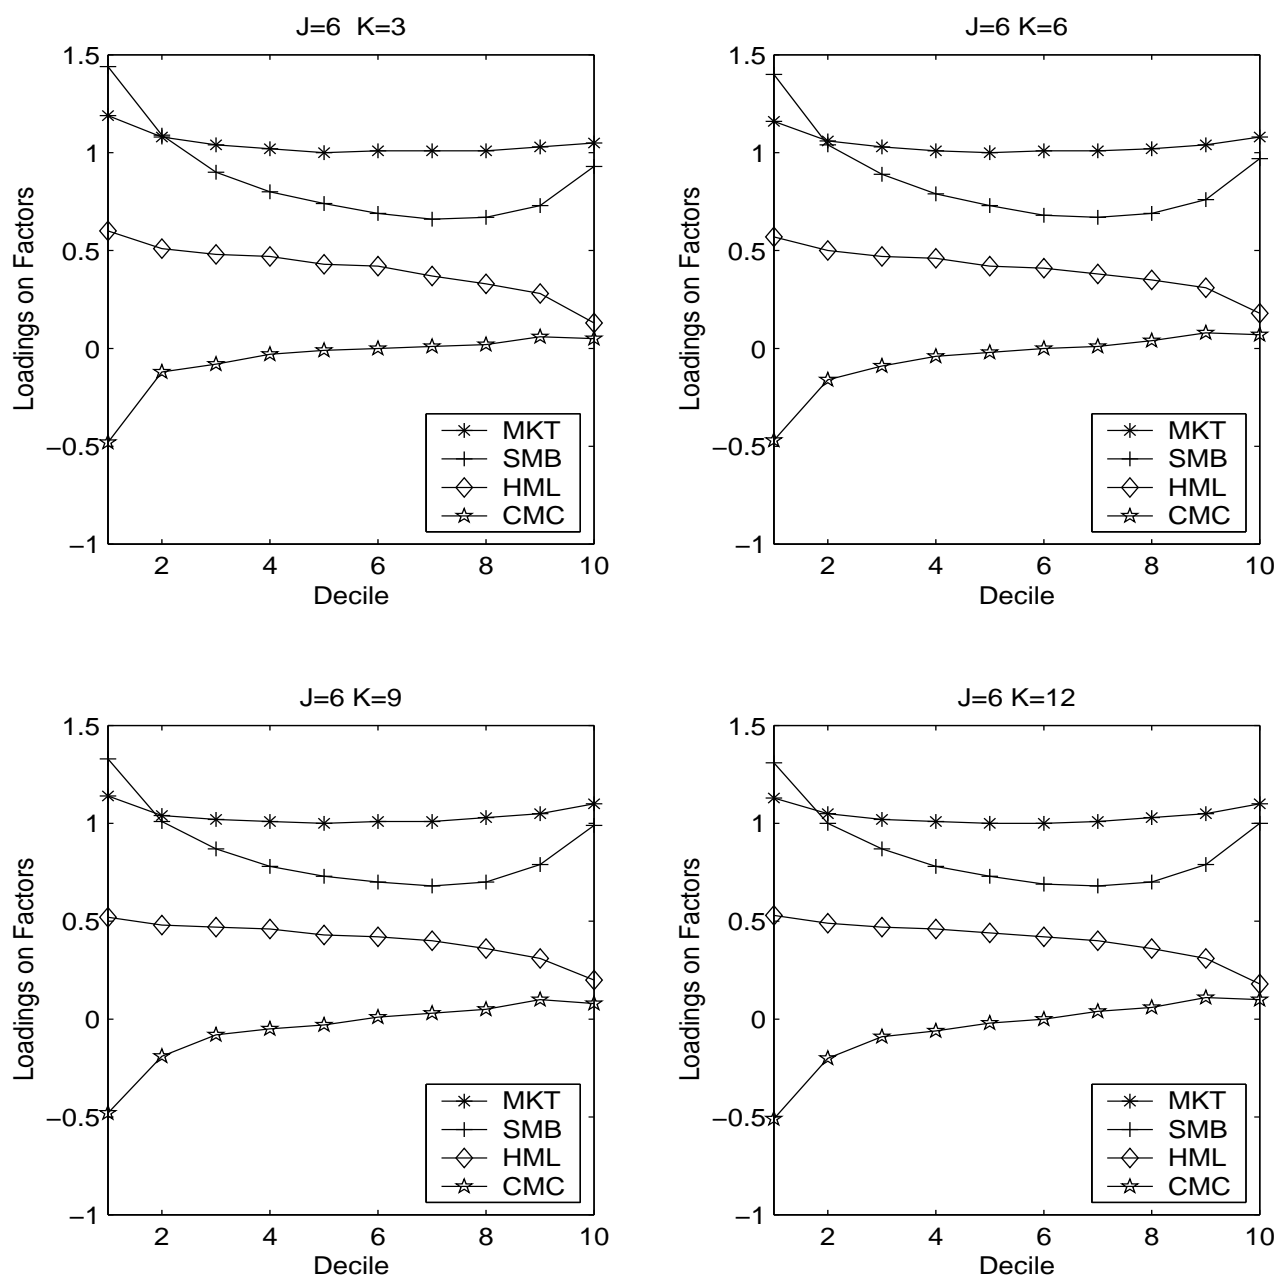 J=6 K=3
1.5
1
0.5
0
−0.5
−1
Loadings on Factors
MKT
SMB
HML
CMC
2 4 6 8 10
Decile
J=6 K=6
1.5
1
0.5
0
−0.5
−1
Loadings on Factors
MKT
SMB
HML
CMC
2 4 6 8 10
Decile
J=6 K=9
1.5
1
0.5
0
−0.5
−1
Loadings on Factors
MKT
SMB
HML
CMC
2 4 6 8 10
Decile
J=6 K=12
1.5
1
0.5
0
−0.5
−1
Loadings on Factors
MKT
SMB
HML
CMC
2 4 6 8 10
Decile